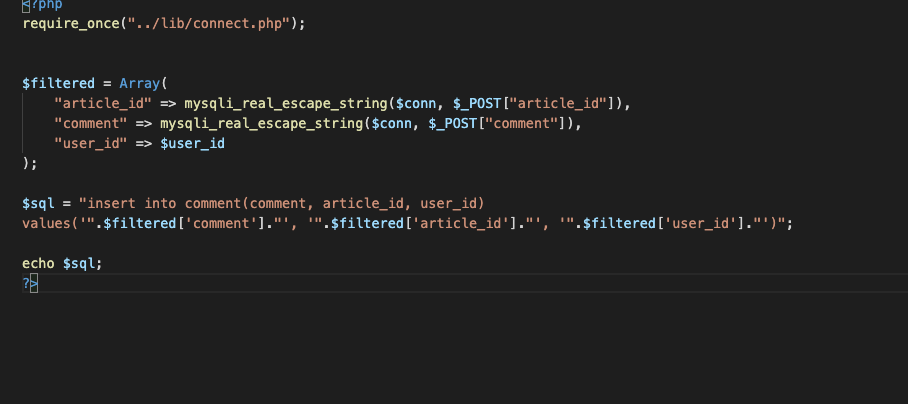 <?php
require_once("../lib/connect.php");
$filtered = Array(
"article_id" => mysqli_real_escape_string($conn, $_POST["article_id"]),
"comment" => mysqli_real_escape_string($conn, $_POST["comment"]),
"user_id" => $user_id
);
$sql = "insert into comment(comment, article_id, user_id)
values('".$filtered['comment']."', '".$filtered['article_id']."', '".$filtered['user_id']."')";
echo $sql;
?>